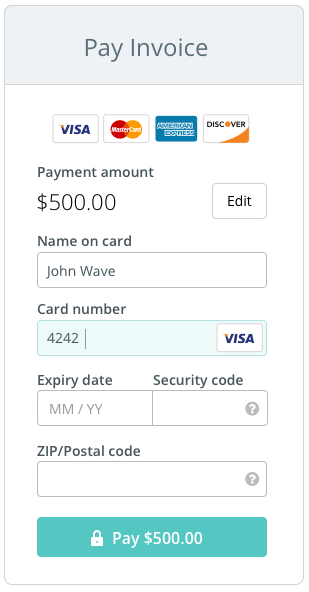 Pay Invoice
VISA MasterCard AMERICAN EXPRESS DISCOVER
Payment amount
$500.00 Edit
Name on card
John Wave
Card number
4242 VISA
Expiry date Security code
MM / YY ?
ZIP/Postal code
?
Pay $500.00